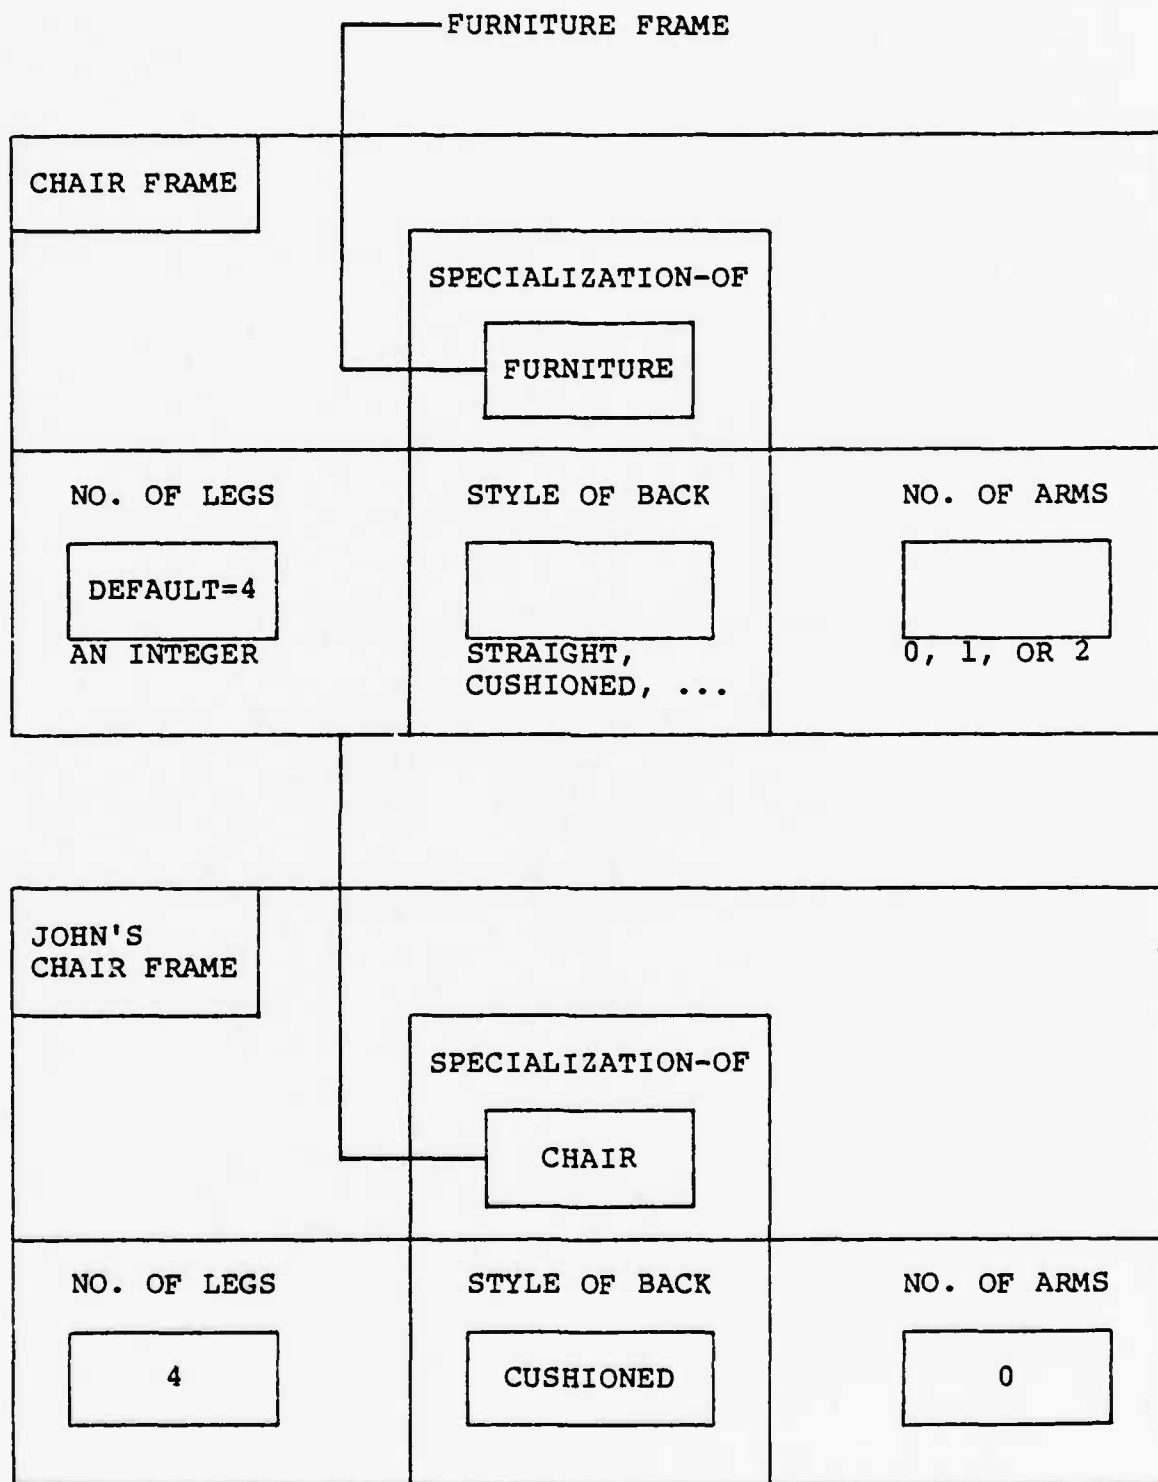 FURNITURE FRAME
CHAIR FRAME
SPECIALIZATION-OF
FURNITURE
NO. OF LEGS
STYLE OF BACK
NO. OF ARMS
DEFAULT=4
AN INTEGER
STRAIGHT,
CUSHIONED, ...
0, 1, OR 2
JOHN'S
CHAIR FRAME
SPECIALIZATION-OF
CHAIR
NO. OF LEGS
STYLE OF BACK
NO. OF ARMS
4
CUSHIONED
0